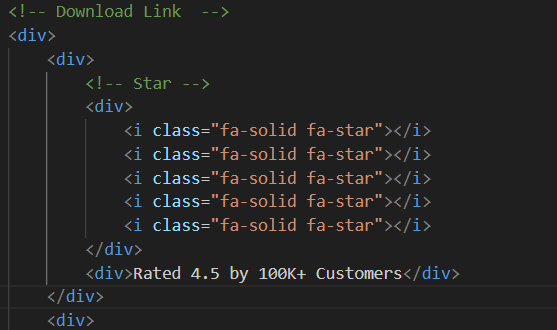 <!-- Download Link  -->
<div>
    <div>
        <!-- Star -->
        <div>
            <i class="fa-solid fa-star"></i>
            <i class="fa-solid fa-star"></i>
            <i class="fa-solid fa-star"></i>
            <i class="fa-solid fa-star"></i>
            <i class="fa-solid fa-star"></i>
        </div>
        <div>Rated 4.5 by 100K+ Customers</div>
    </div>
    <div>